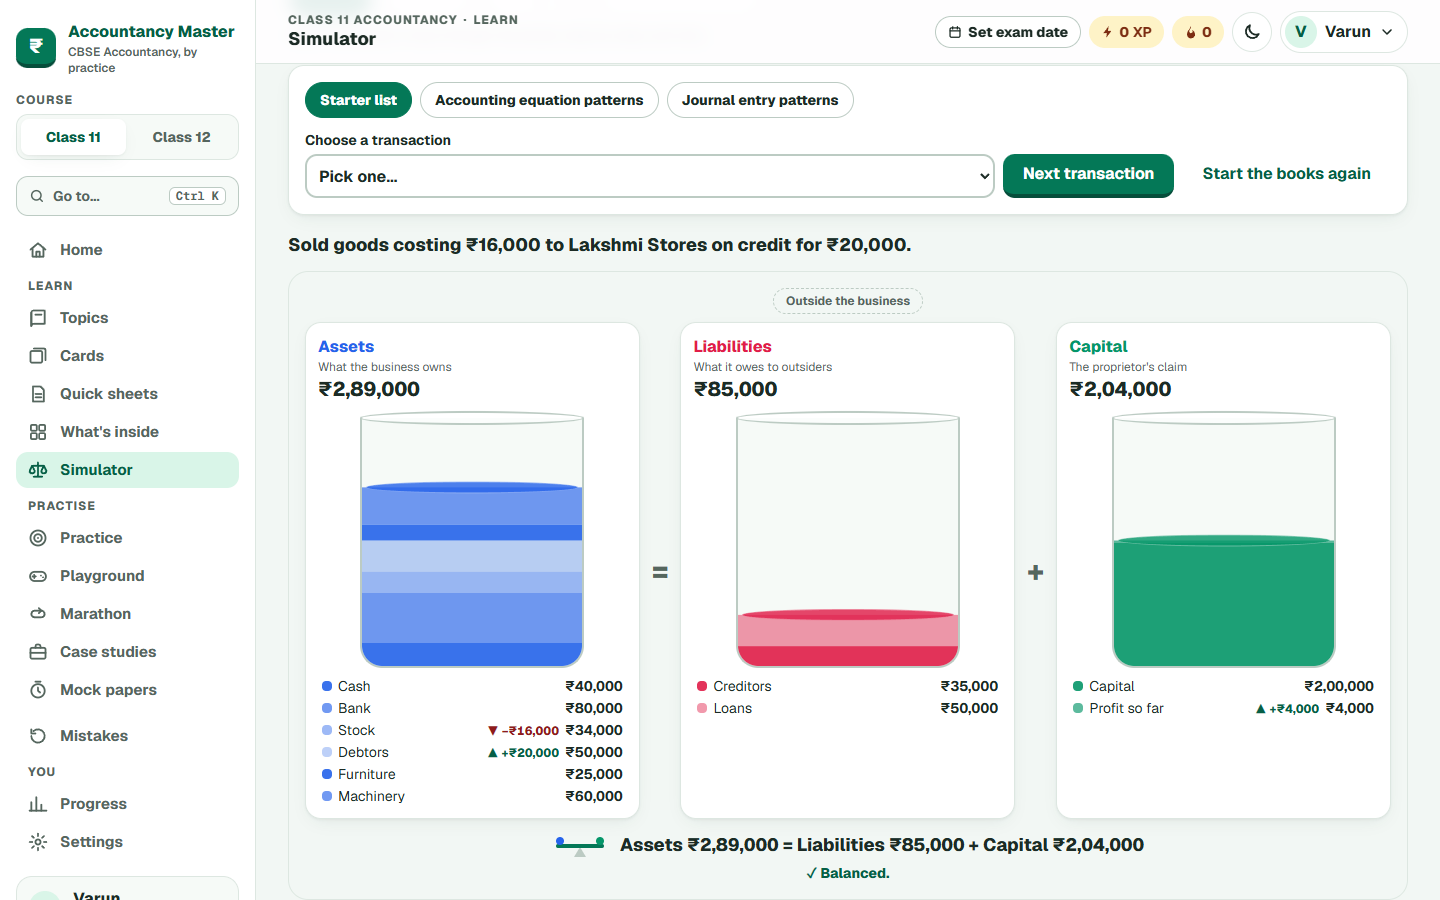 Accountancy Master
CBSE Accountancy, by
practice
COURSE
Class 11
Class 12
Go to...
Ctrl K
Home
LEARN
Topics
Cards
Quick sheets
What's inside
Simulator
PRACTISE
Practice
Playground
Marathon
Case studies
Mock papers
Mistakes
YOU
Progress
Settings
Varun
CLASS 11 ACCOUNTANCY · LEARN
Simulator
Set exam date
0 XP
0
V
Varun
Starter list
Accounting equation patterns
Journal entry patterns
Choose a transaction
Pick one...
Next transaction
Start the books again
Sold goods costing ₹16,000 to Lakshmi Stores on credit for ₹20,000.
Outside the business
Assets
What the business owns
₹2,89,000
Cash ₹40,000
Bank ₹80,000
Stock ▼ −₹16,000 ₹34,000
Debtors ▲ +₹20,000 ₹50,000
Furniture ₹25,000
Machinery ₹60,000
=
Liabilities
What it owes to outsiders
₹85,000
Creditors ₹35,000
Loans ₹50,000
+
Capital
The proprietor's claim
₹2,04,000
Capital ₹2,00,000
Profit so far ▲ +₹4,000 ₹4,000
Assets ₹2,89,000 = Liabilities ₹85,000 + Capital ₹2,04,000
✓ Balanced.